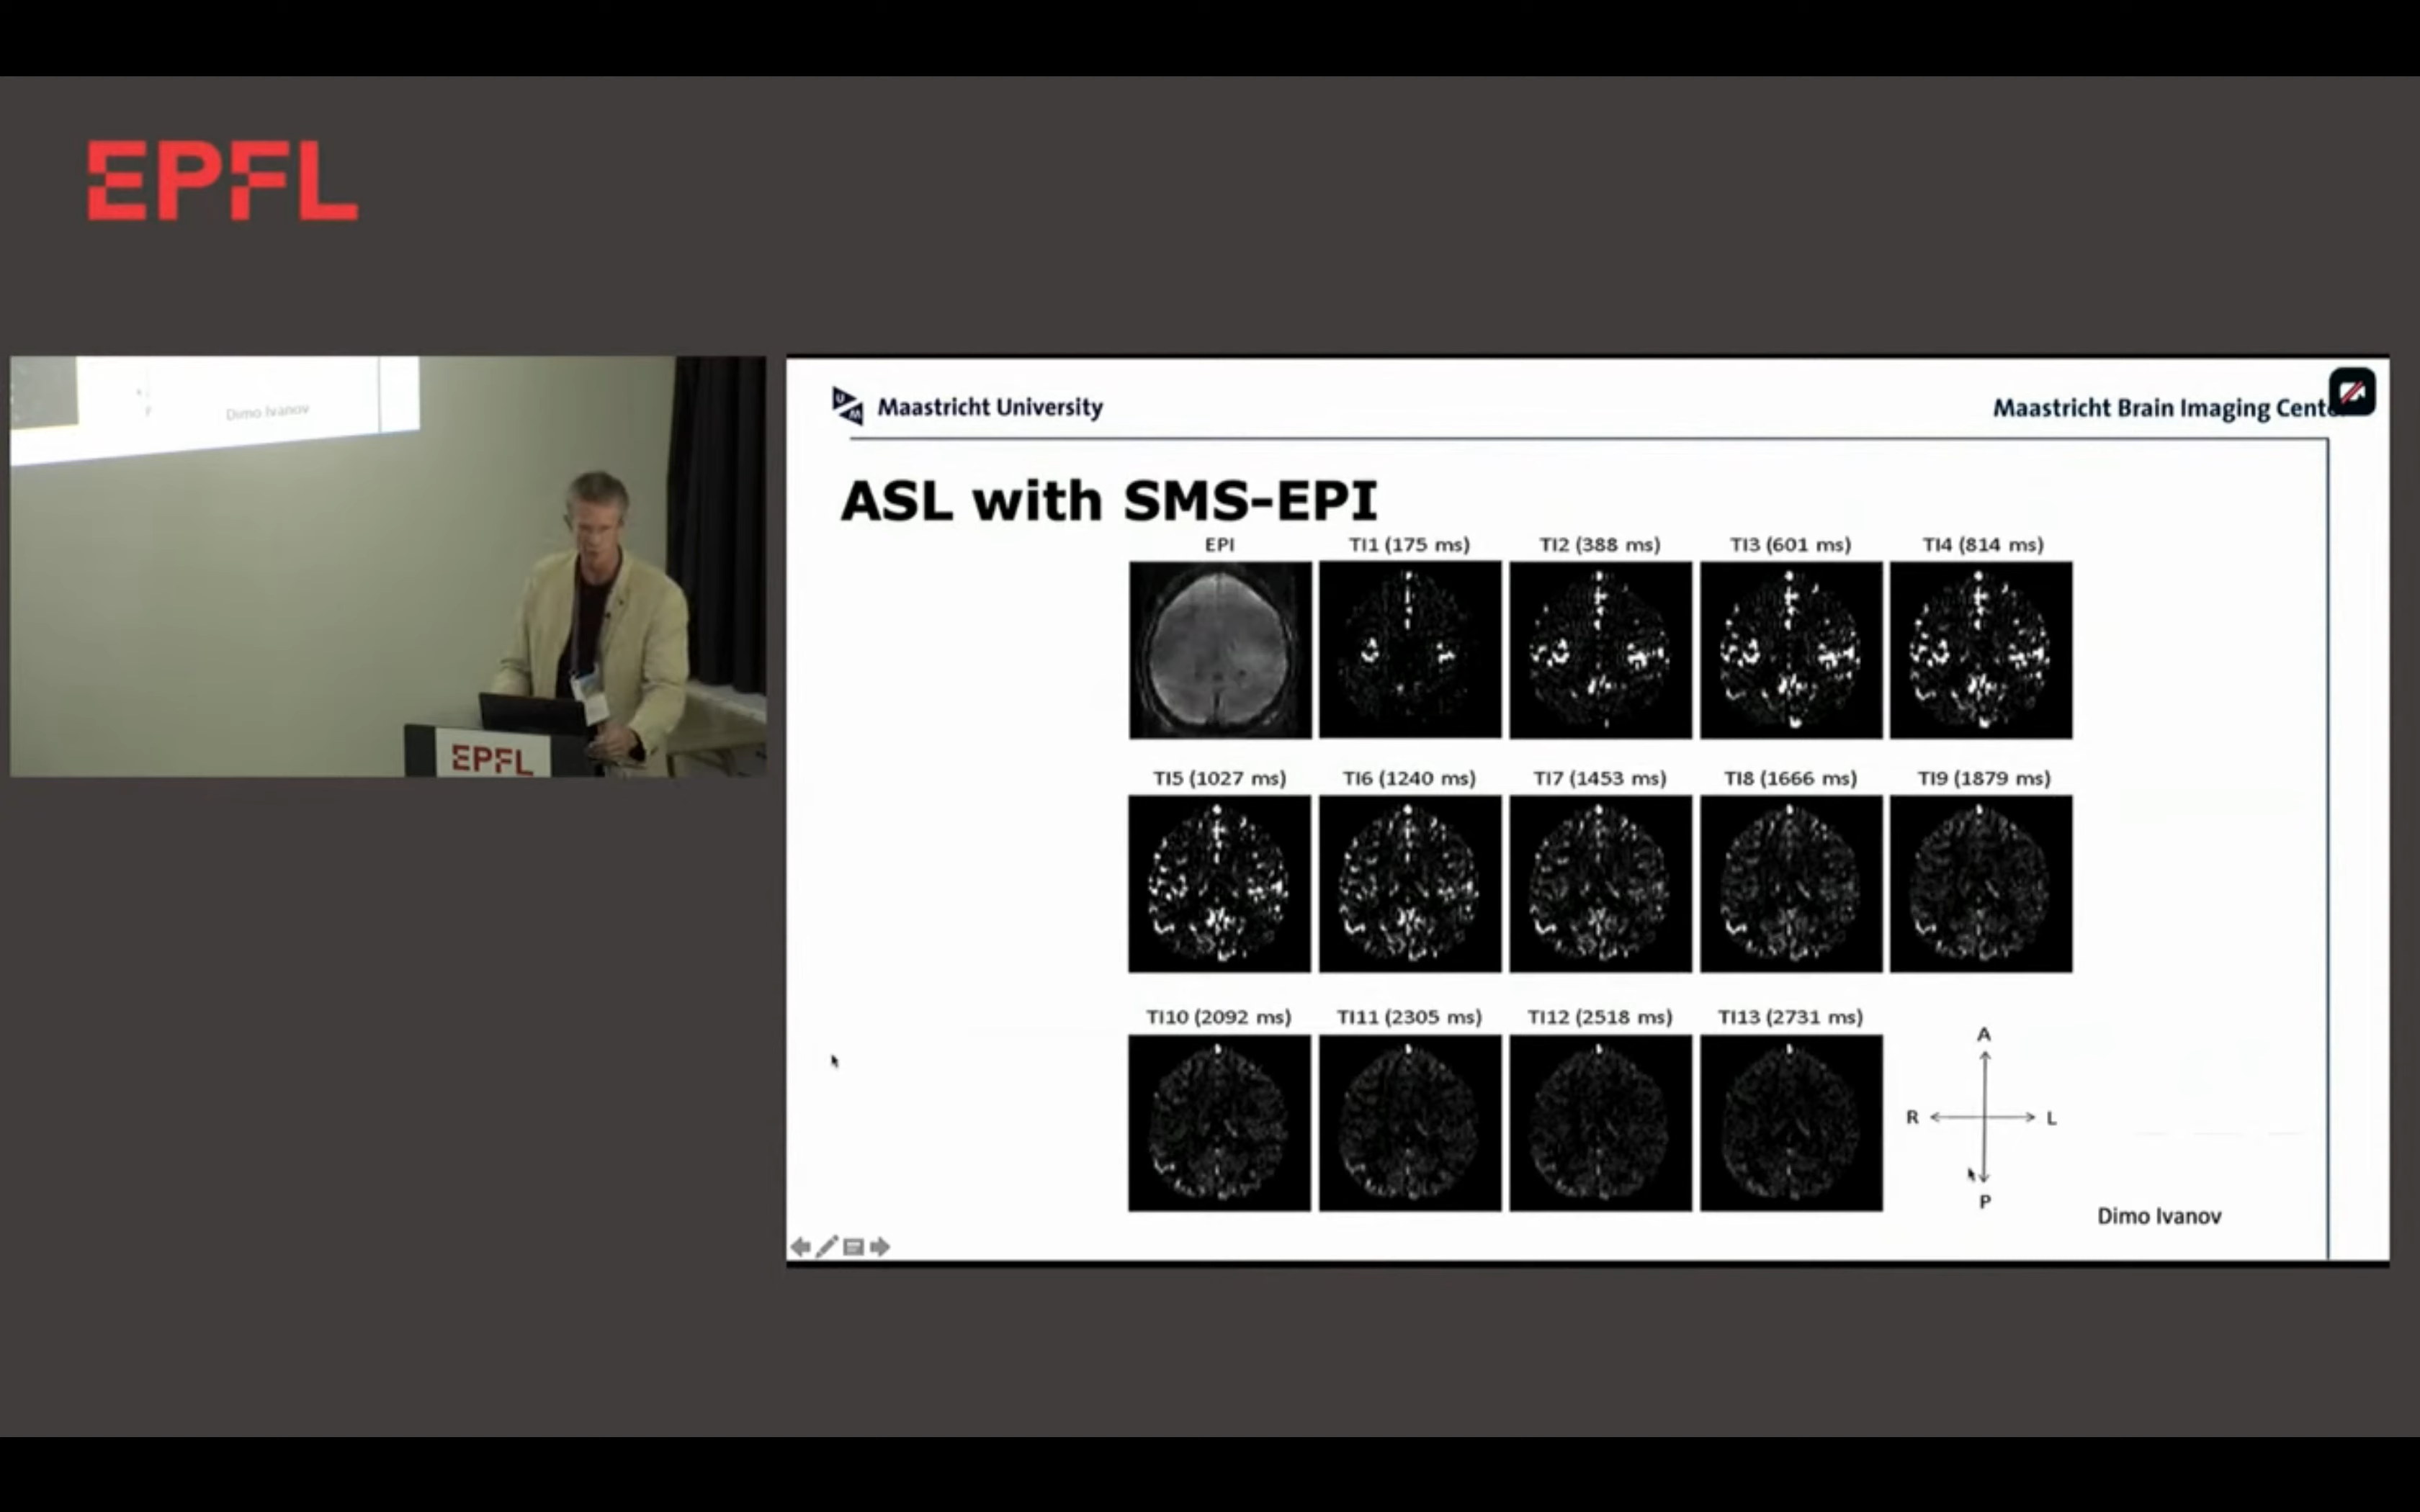 EPFL
Dimo Ivanov
EPFL
Maastricht University
Maastricht Brain Imaging Cent
ASL with SMS-EPI
EPI TI1 (175 ms) TI2 (388 ms) TI3 (601 ms) TI4 (814 ms)
TI5 (1027 ms) TI6 (1240 ms) TI7 (1453 ms) TI8 (1666 ms) TI9 (1879 ms)
TI10 (2092 ms) TI11 (2305 ms) TI12 (2518 ms) TI13 (2731 ms)
A
R L
P
Dimo Ivanov